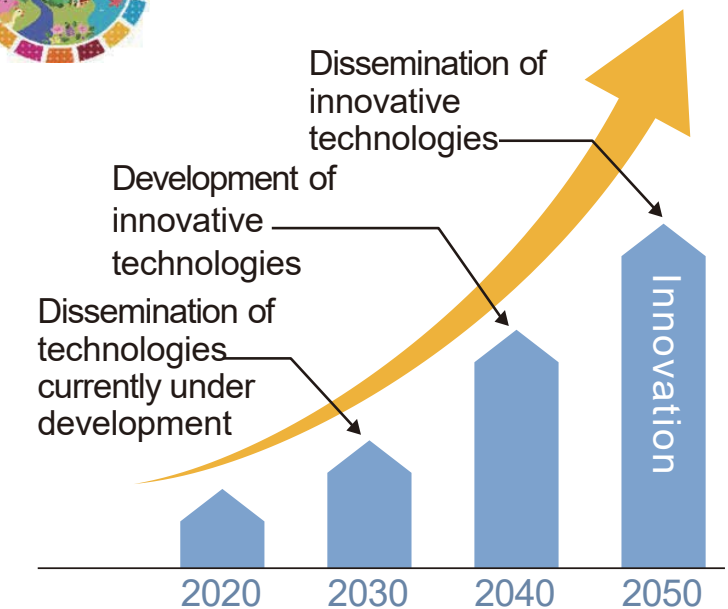 Dissemination of
innovative
technologies
Development of
innovative
technologies
Dissemination of
technologies
currently under
development
Innovation
2020
2030
2040
2050